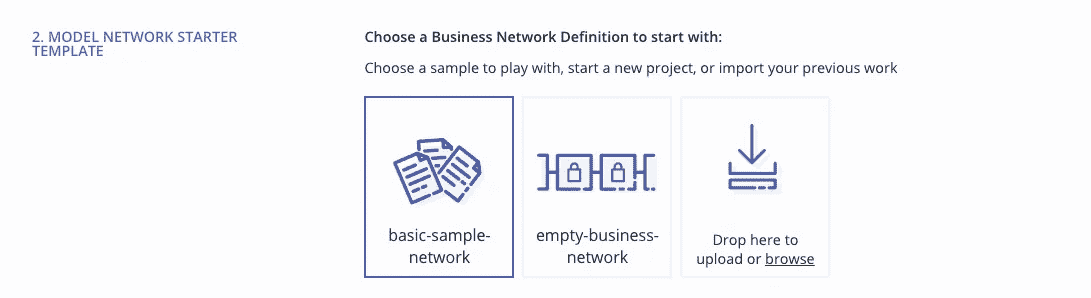 2. MODEL NETWORK STARTER
TEMPLATE
Choose a Business Network Definition to start with:
Choose a sample to play with, start a new project, or import your previous work
basic-sample-
network
empty-business-
network
Drop here to
upload or browse